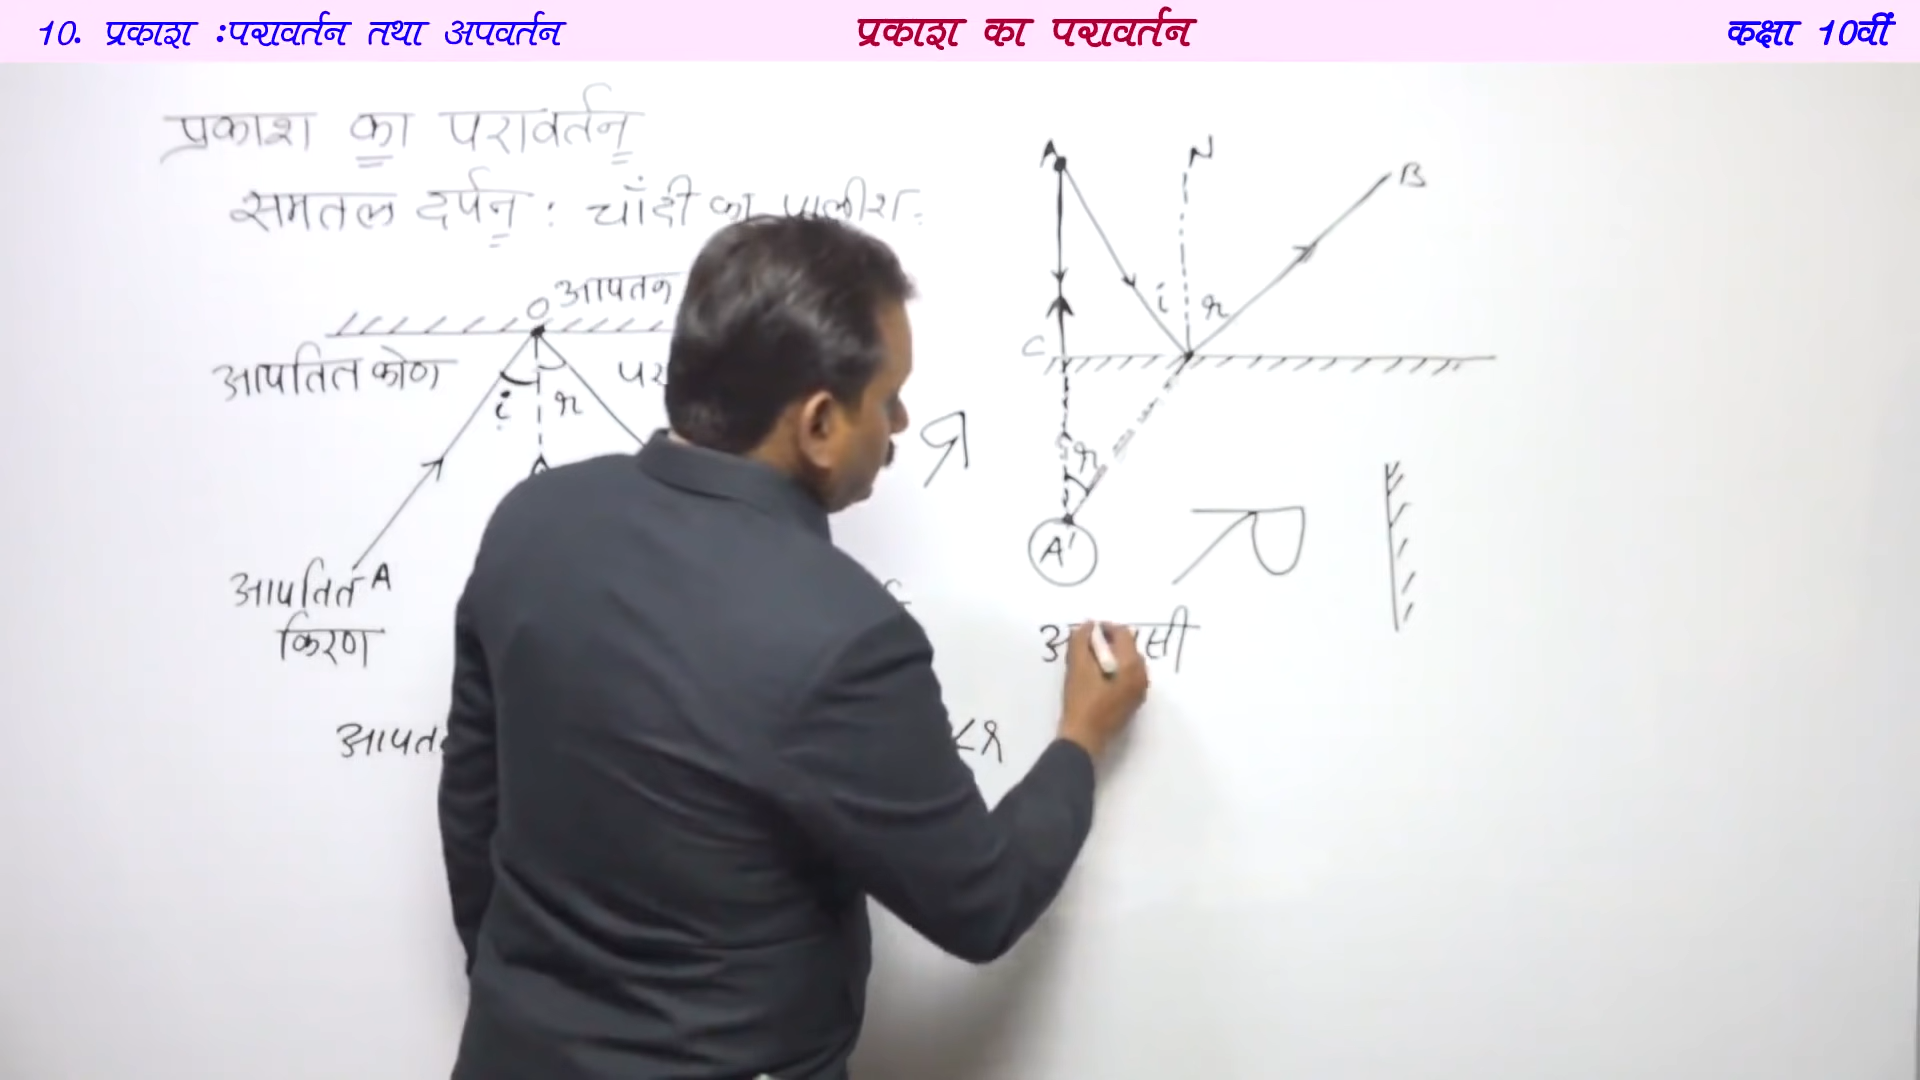 10. प्रकाश :परावर्तन तथा अपवर्तन
प्रकाश का परावर्तन
कक्षा 10वीं
प्रकाश का परावर्तन
समतल दर्पन : चाँदी का
O आपतन
आपतित कोण
i r
आपतित A
किरण
A N B
i r
C
r
A'
<r